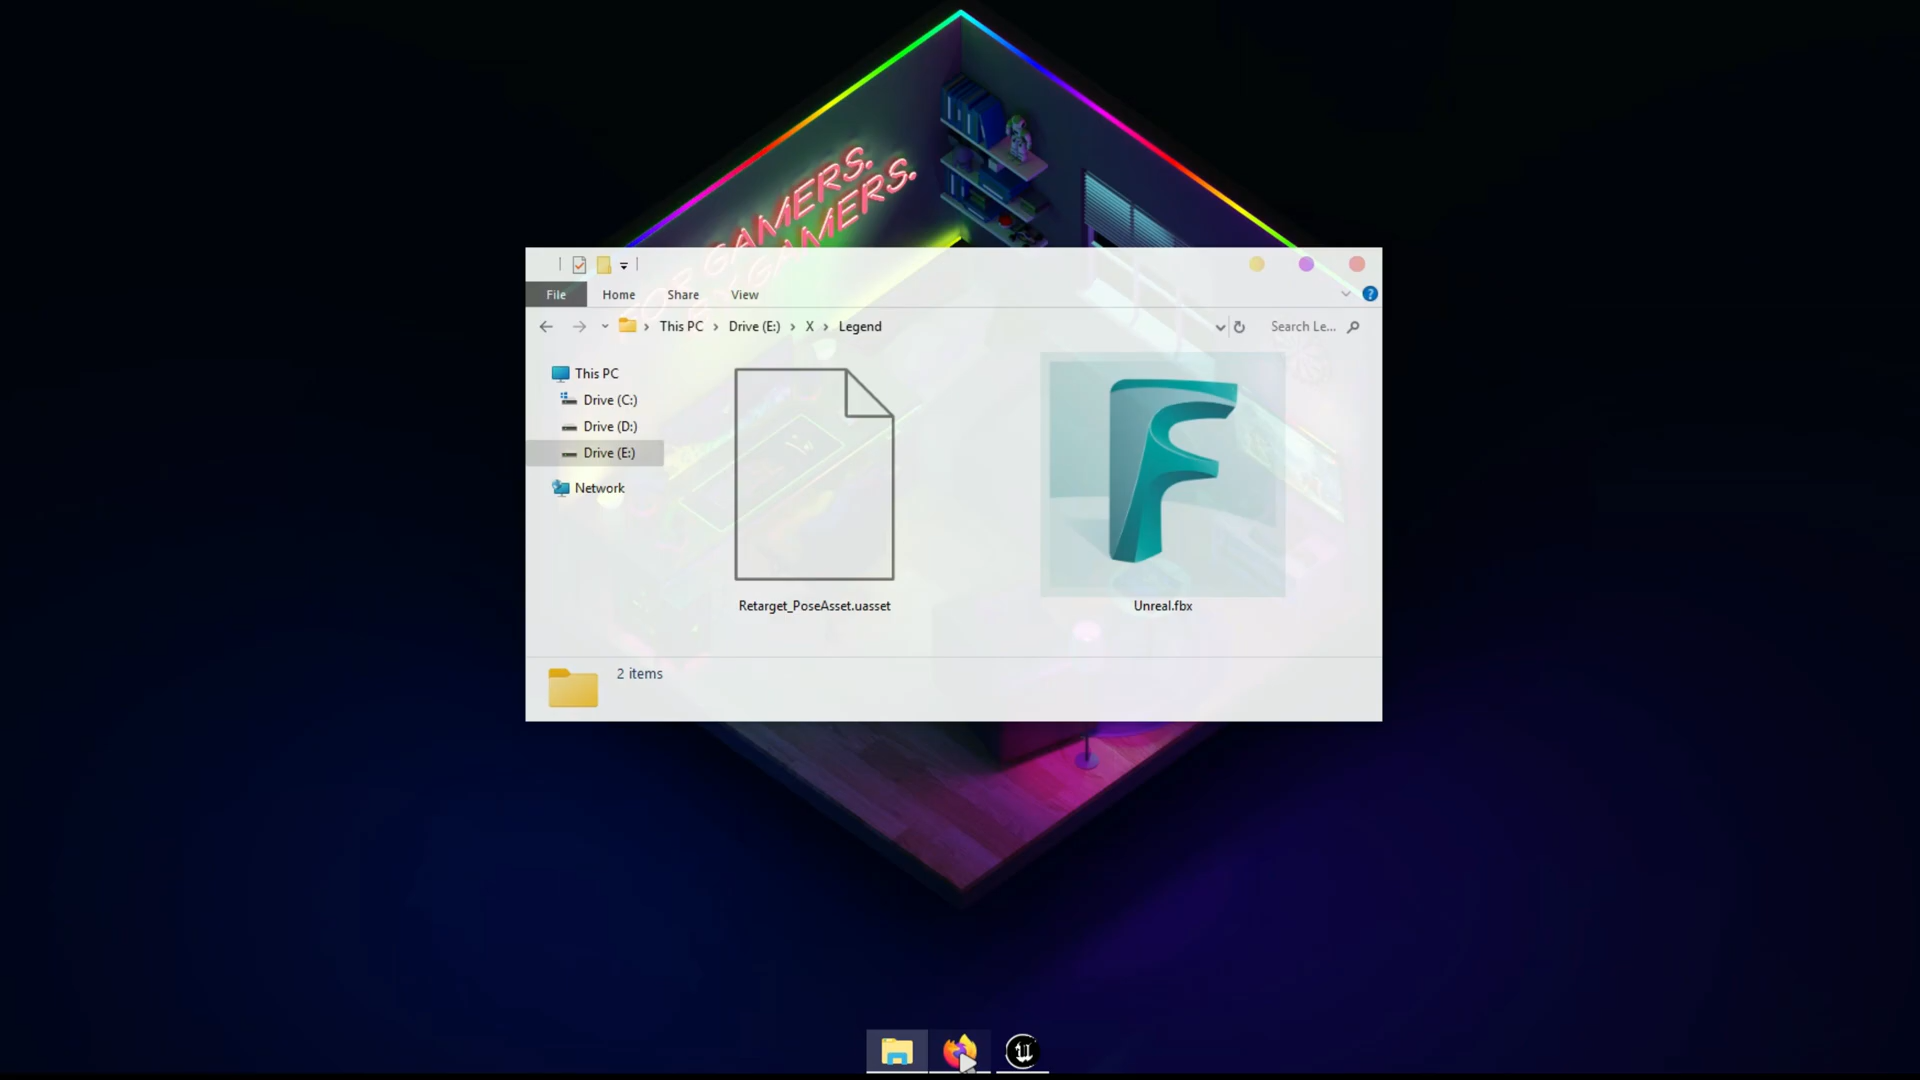 GAMERS.
GAMERS.
File
Home
Share
View
?
This PC
Drive (E:)
X
Legend
Search Le...
This PC
Drive (C:)
Drive (D:)
Drive (E:)
Network
Retarget_PoseAsset.uasset
Unreal.fbx
2 items